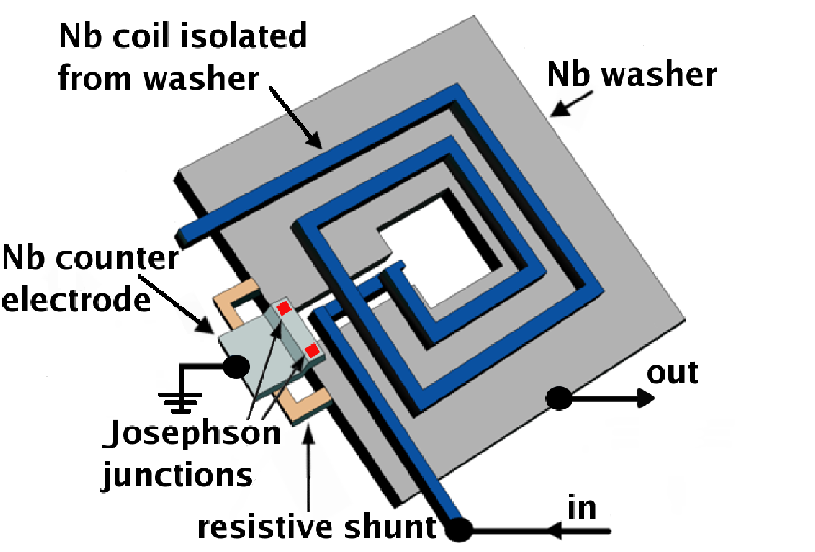 Nb coil isolated
from washer
Nb washer
Nb counter
electrode
out
Josephson
junctions
in
resistive shunt